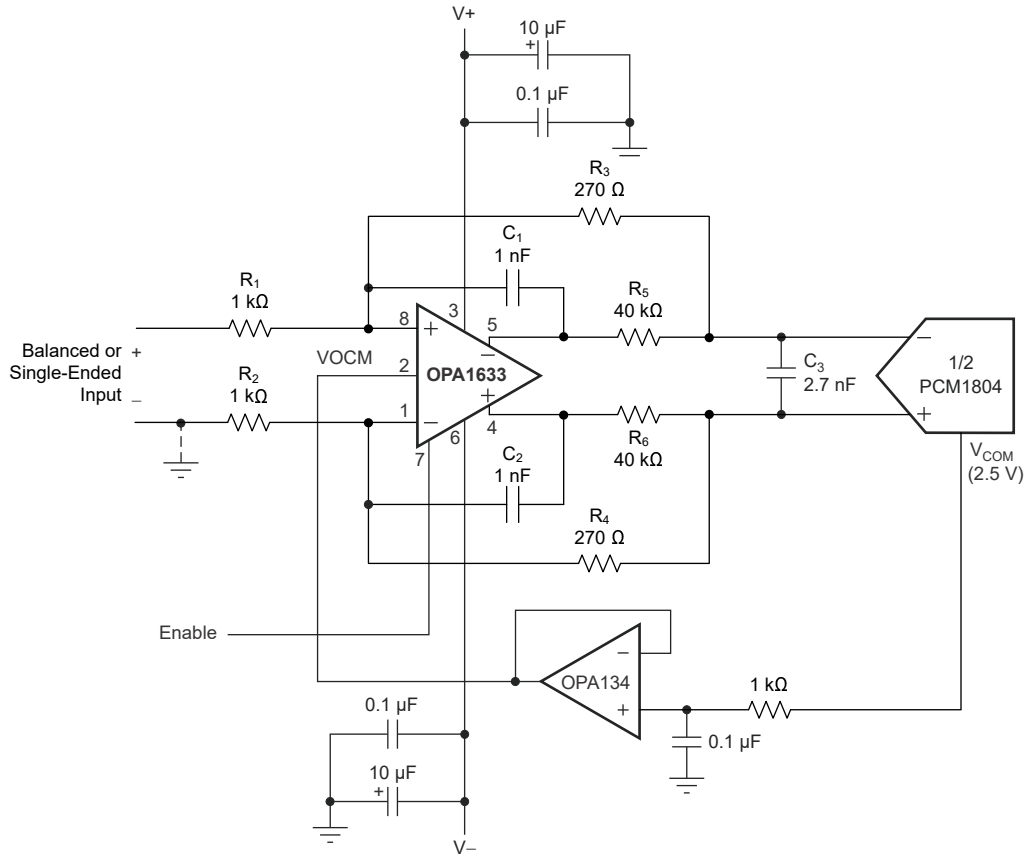 V+
10 µF
+
0.1 µF
R3
270 Ω
C1
1 nF
R1
1 kΩ
R5
40 kΩ
3
5
8
+
−
Balanced or
Single-Ended
Input
+
−
VOCM
2
OPA1633
C3
2.7 nF
−
1/2
PCM1804
+
R2
1 kΩ
1
−
+
4
6
7
R6
40 kΩ
VCOM
(2.5 V)
C2
1 nF
R4
270 Ω
Enable
−
OPA134
+
1 kΩ
0.1 µF
0.1 µF
10 µF
+
V−